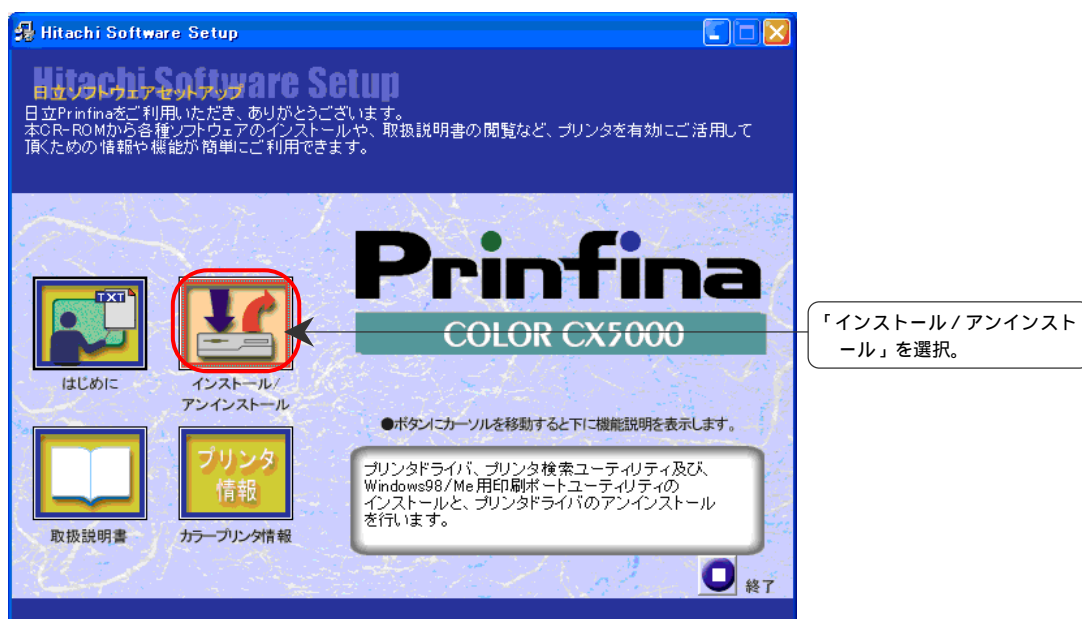 Hitachi Software Setup
Hitachi Software Setup
日立ソフトウェアセットアップ
日立Prinfinaをご利用いただき、ありがとうございます。
本CR-ROMから各種ソフトウェアのインストールや、取扱説明書の閲覧など、プリンタを有効にご活用して
頂くための情報や機能が簡単にご利用できます。
Prinfina
COLOR CX5000
TXT
はじめに
インストール/
アンインストール
「インストール/アンインスト
ール」を選択。
●ボタンにカーソルを移動すると下に機能説明を表示します。
プリンタ
情報
取扱説明書
カラープリンタ情報
プリンタドライバ、プリンタ検索ユーティリティ及び、
Windows98/Me用印刷ポートユーティリティの
インストールと、プリンタドライバのアンインストール
を行います。
終了